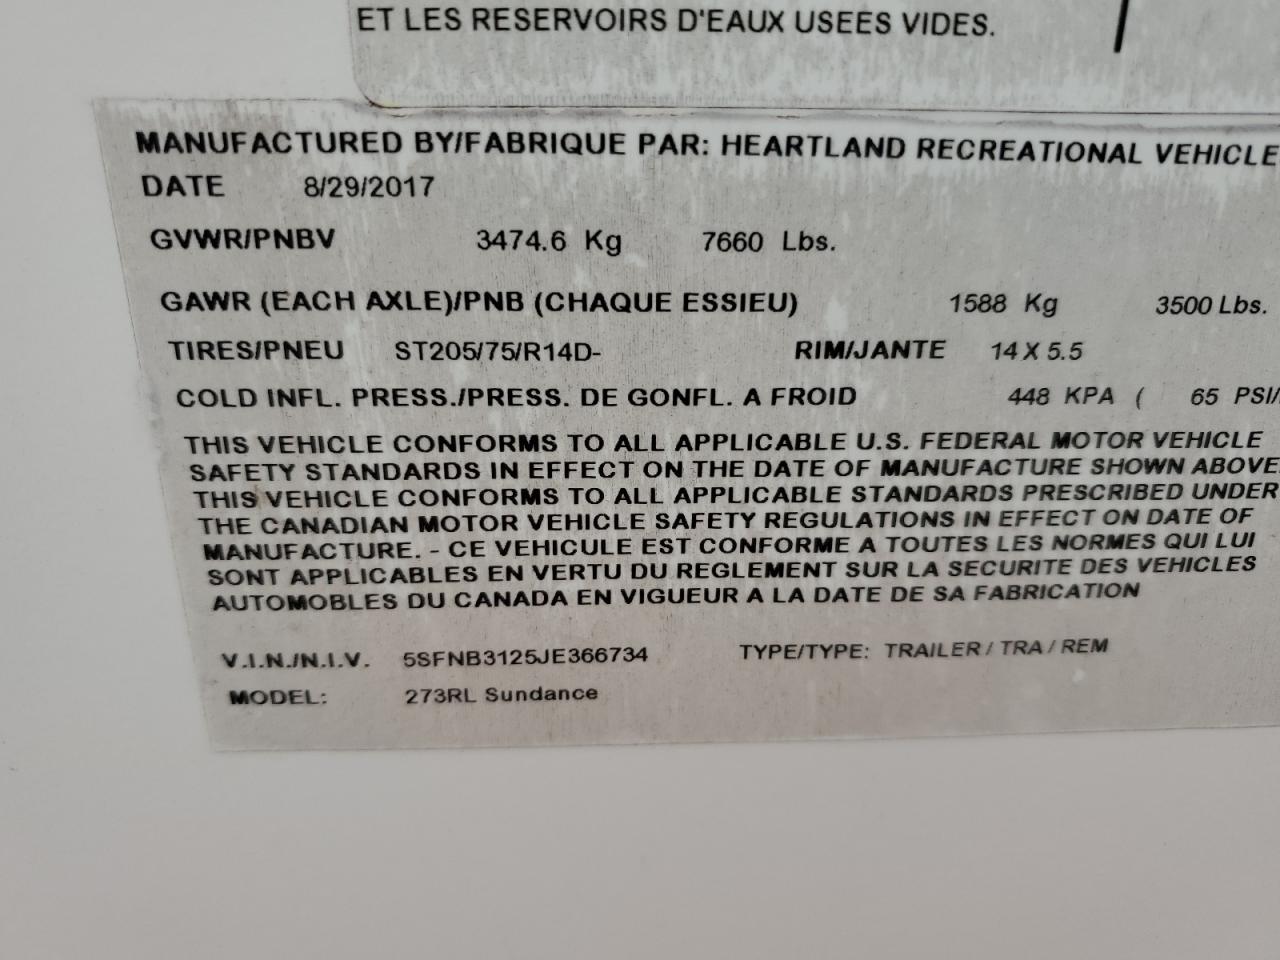 ET LES RESERVOIRS D'EAUX USEES VIDES.
MANUFACTURED BY/FABRIQUE PAR: HEARTLAND RECREATIONAL VEHICLE
DATE 8/29/2017
GVWR/PNBV 3474.6 Kg 7660 Lbs.
GAWR (EACH AXLE)/PNB (CHAQUE ESSIEU) 1588 Kg 3500 Lbs.
TIRES/PNEU ST205/75/R14D- RIM/JANTE 14 X 5.5
COLD INFL. PRESS./PRESS. DE GONFL. A FROID 448 KPA ( 65 PSI/
THIS VEHICLE CONFORMS TO ALL APPLICABLE U.S. FEDERAL MOTOR VEHICLE
SAFETY STANDARDS IN EFFECT ON THE DATE OF MANUFACTURE SHOWN ABOVE.
THIS VEHICLE CONFORMS TO ALL APPLICABLE STANDARDS PRESCRIBED UNDER
THE CANADIAN MOTOR VEHICLE SAFETY REGULATIONS IN EFFECT ON DATE OF
MANUFACTURE. - CE VEHICULE EST CONFORME A TOUTES LES NORMES QUI LUI
SONT APPLICABLES EN VERTU DU REGLEMENT SUR LA SECURITE DES VEHICLES
AUTOMOBLES DU CANADA EN VIGUEUR A LA DATE DE SA FABRICATION
V.I.N./N.I.V. 5SFNB3125JE366734 TYPE/TYPE: TRAILER / TRA / REM
MODEL: 273RL Sundance